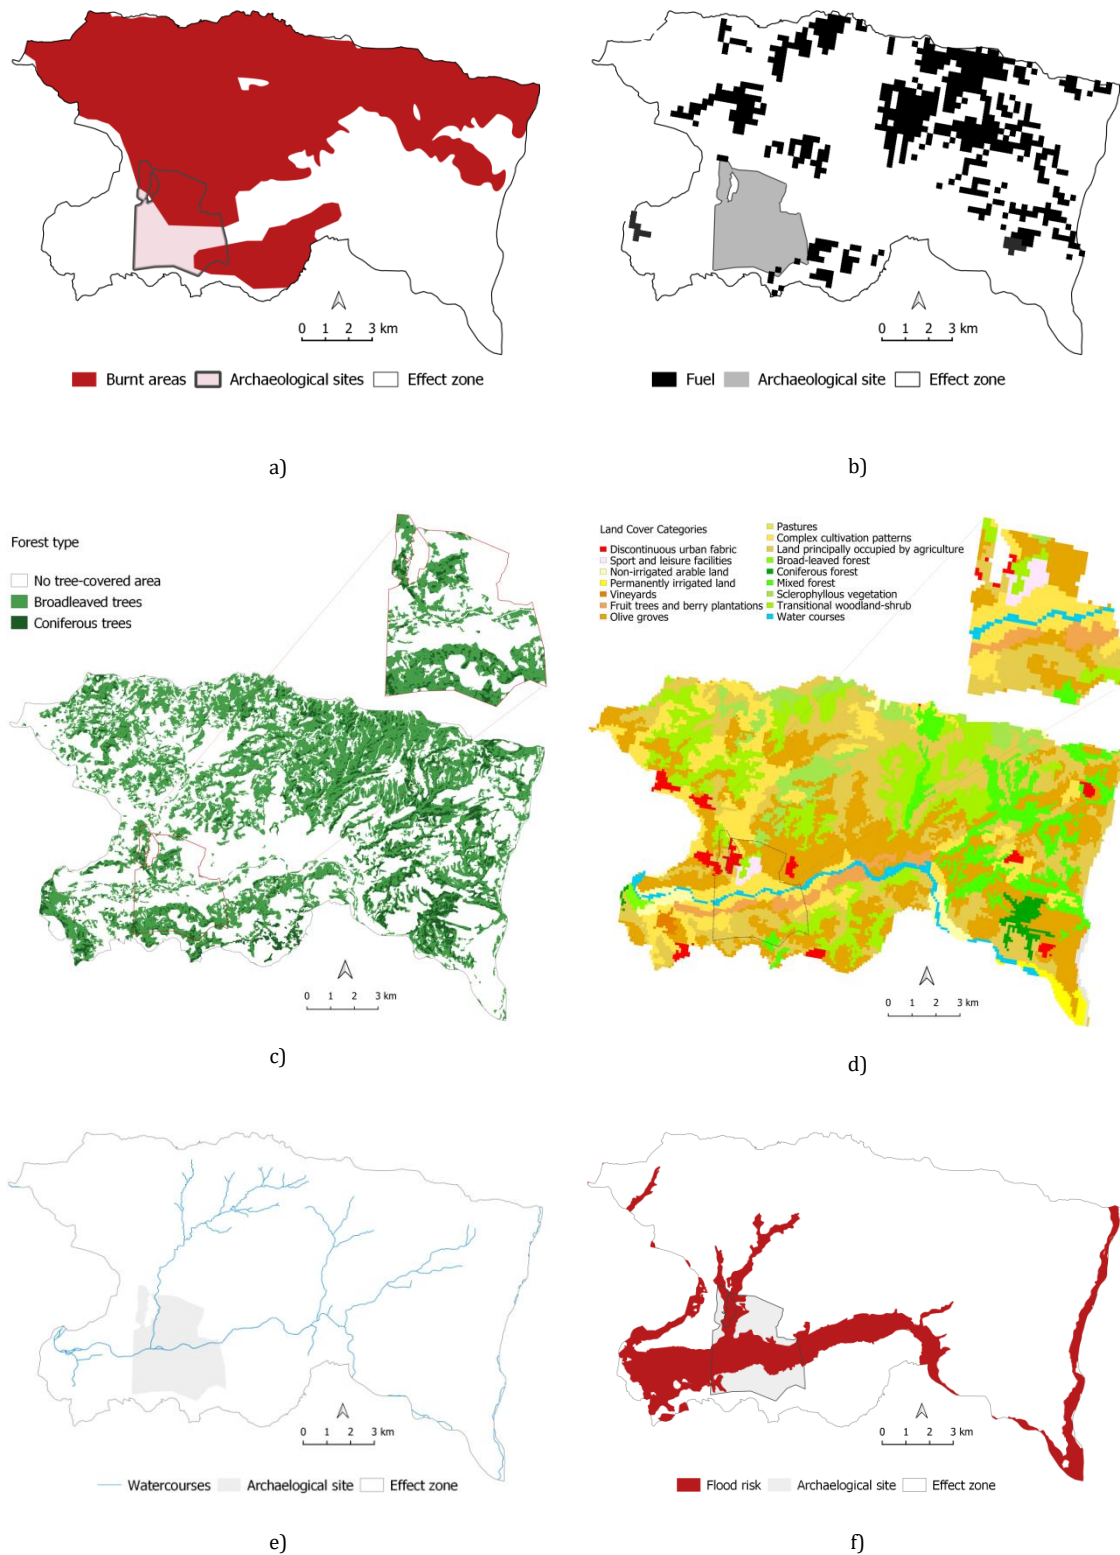 0 1 2 3 km
Burnt areas Archaeological sites Effect zone
a)
0 1 2 3 km
Fuel Archaeological site Effect zone
b)
Forest type
No tree-covered area
Broadleaved trees
Coniferous trees
0 1 2 3 km
c)
Land Cover Categories
Discontinuous urban fabric
Sport and leisure facilities
Non-irrigated arable land
Permanently irrigated land
Vineyards
Fruit trees and berry plantations
Olive groves
Pastures
Complex cultivation patterns
Land principally occupied by agriculture
Broad-leaved forest
Coniferous forest
Mixed forest
Sclerophyllous vegetation
Transitional woodland-shrub
Water courses
0 1 2 3 km
d)
0 1 2 3 km
Watercourses Archaelogical site Effect zone
e)
0 1 2 3 km
Flood risk Archaelogical site Effect zone
f)